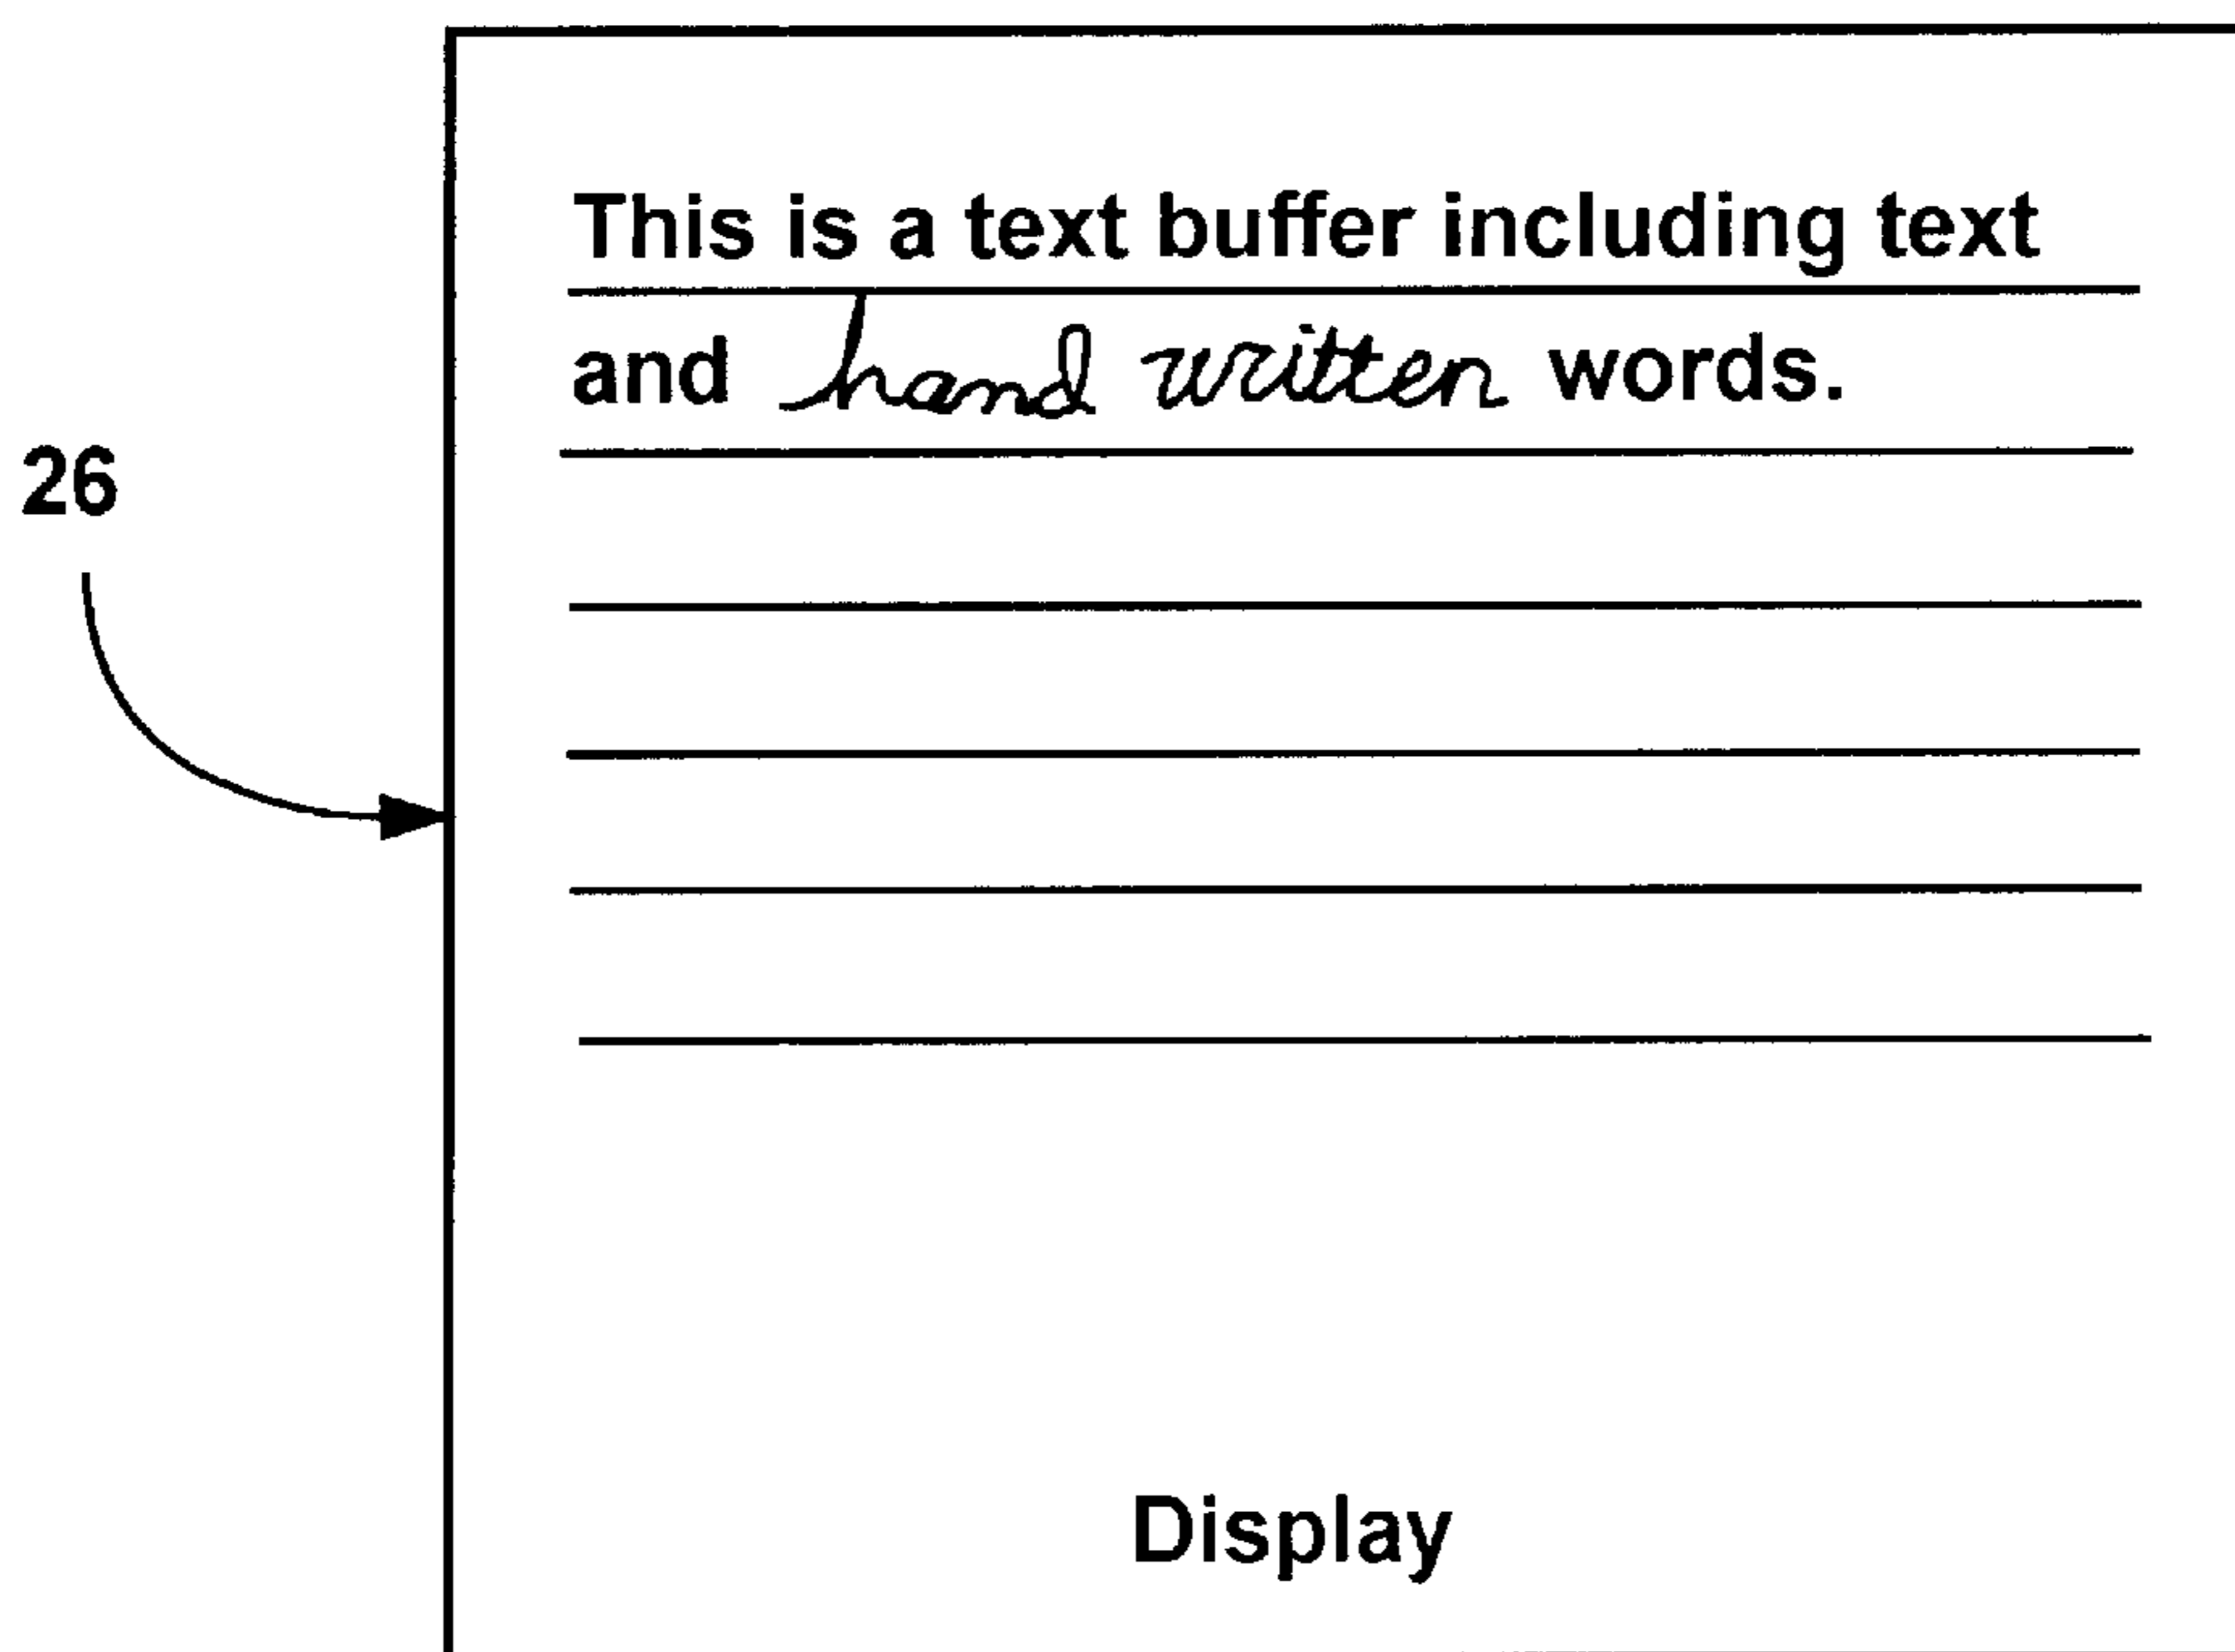 This is a text buffer including text
and hand written words.
26
Display